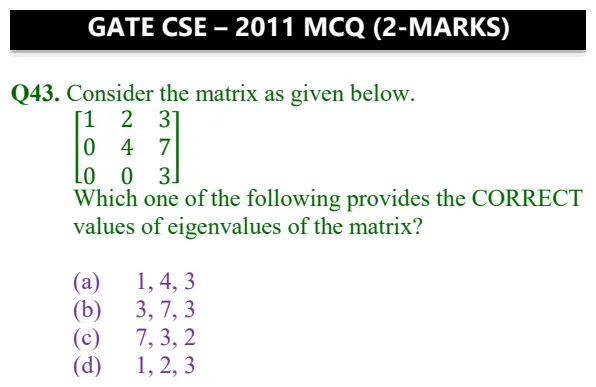 GATE CSE – 2011 MCQ (2-MARKS)
Q43. Consider the matrix as given below.
[1 2 3]
[0 4 7]
[0 0 3]
Which one of the following provides the CORRECT
values of eigenvalues of the matrix?
(a) 1, 4, 3
(b) 3, 7, 3
(c) 7, 3, 2
(d) 1, 2, 3